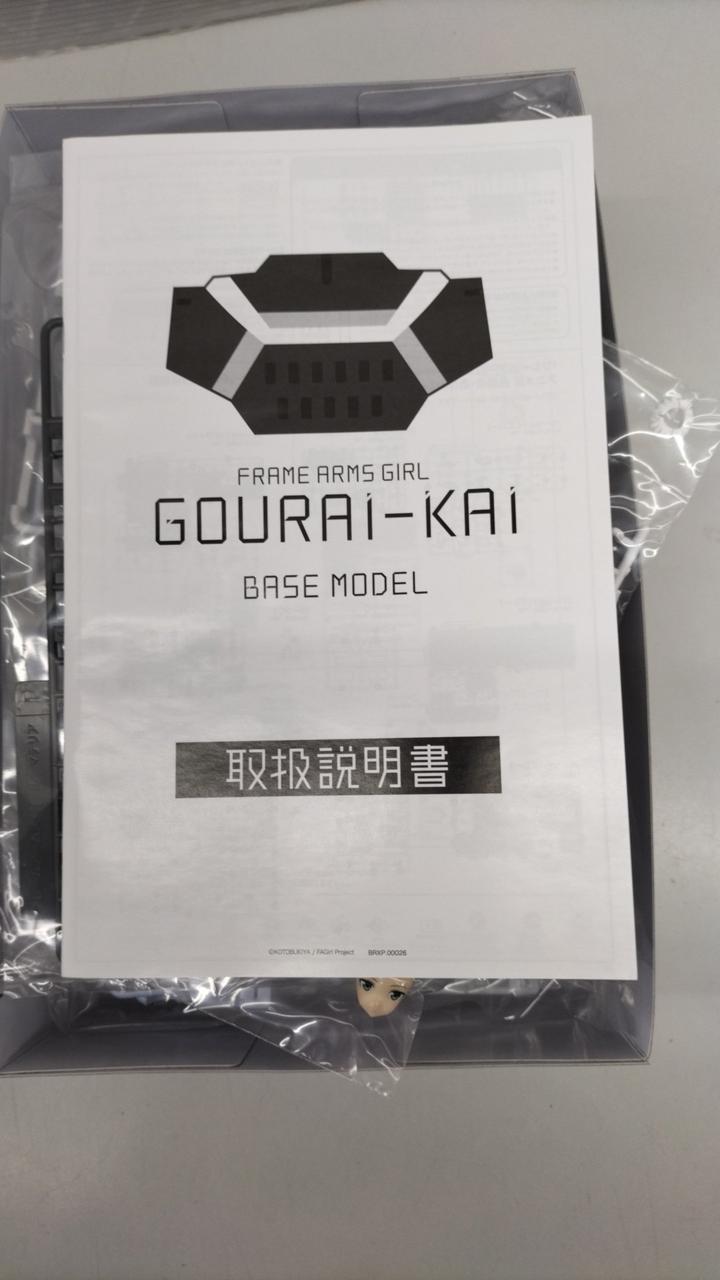 FRAME ARMS GIRL
GOURAI-KAI
BASE MODEL
取扱説明書
©KOTOBUKIYA / FAGirl Project BRXP.00026